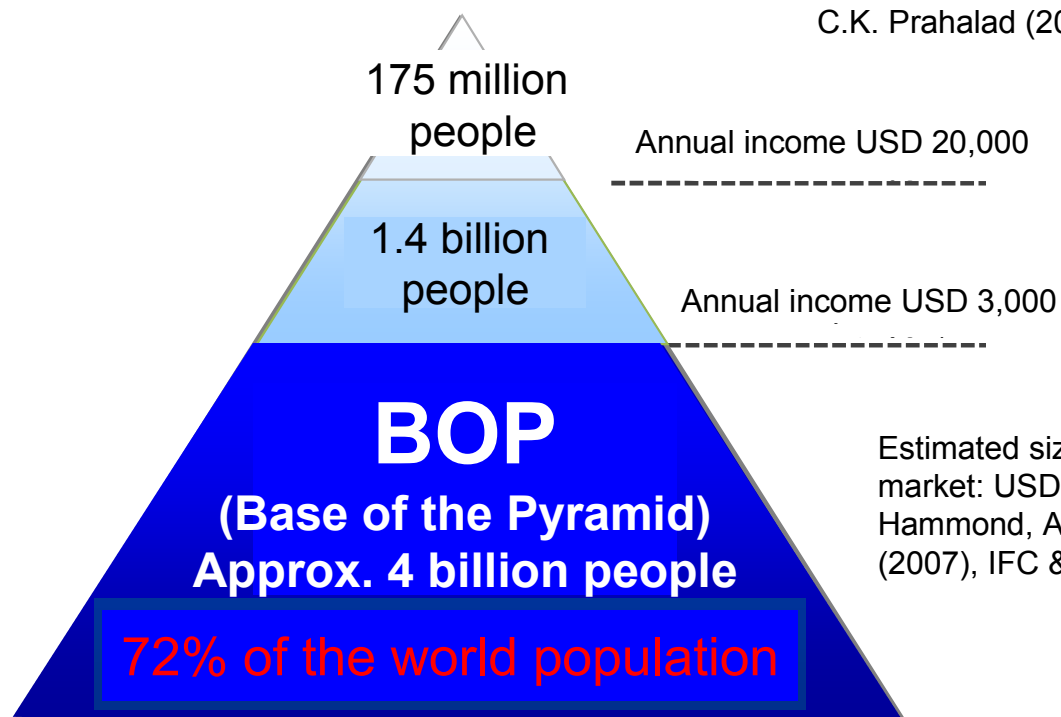 C.K. Prahalad (20
175 million
people
Annual income USD 20,000
1.4 billion
people
Annual income USD 3,000
BOP
(Base of the Pyramid)
Approx. 4 billion people
72% of the world population
Estimated siz
market: USD
Hammond, A
(2007), IFC &